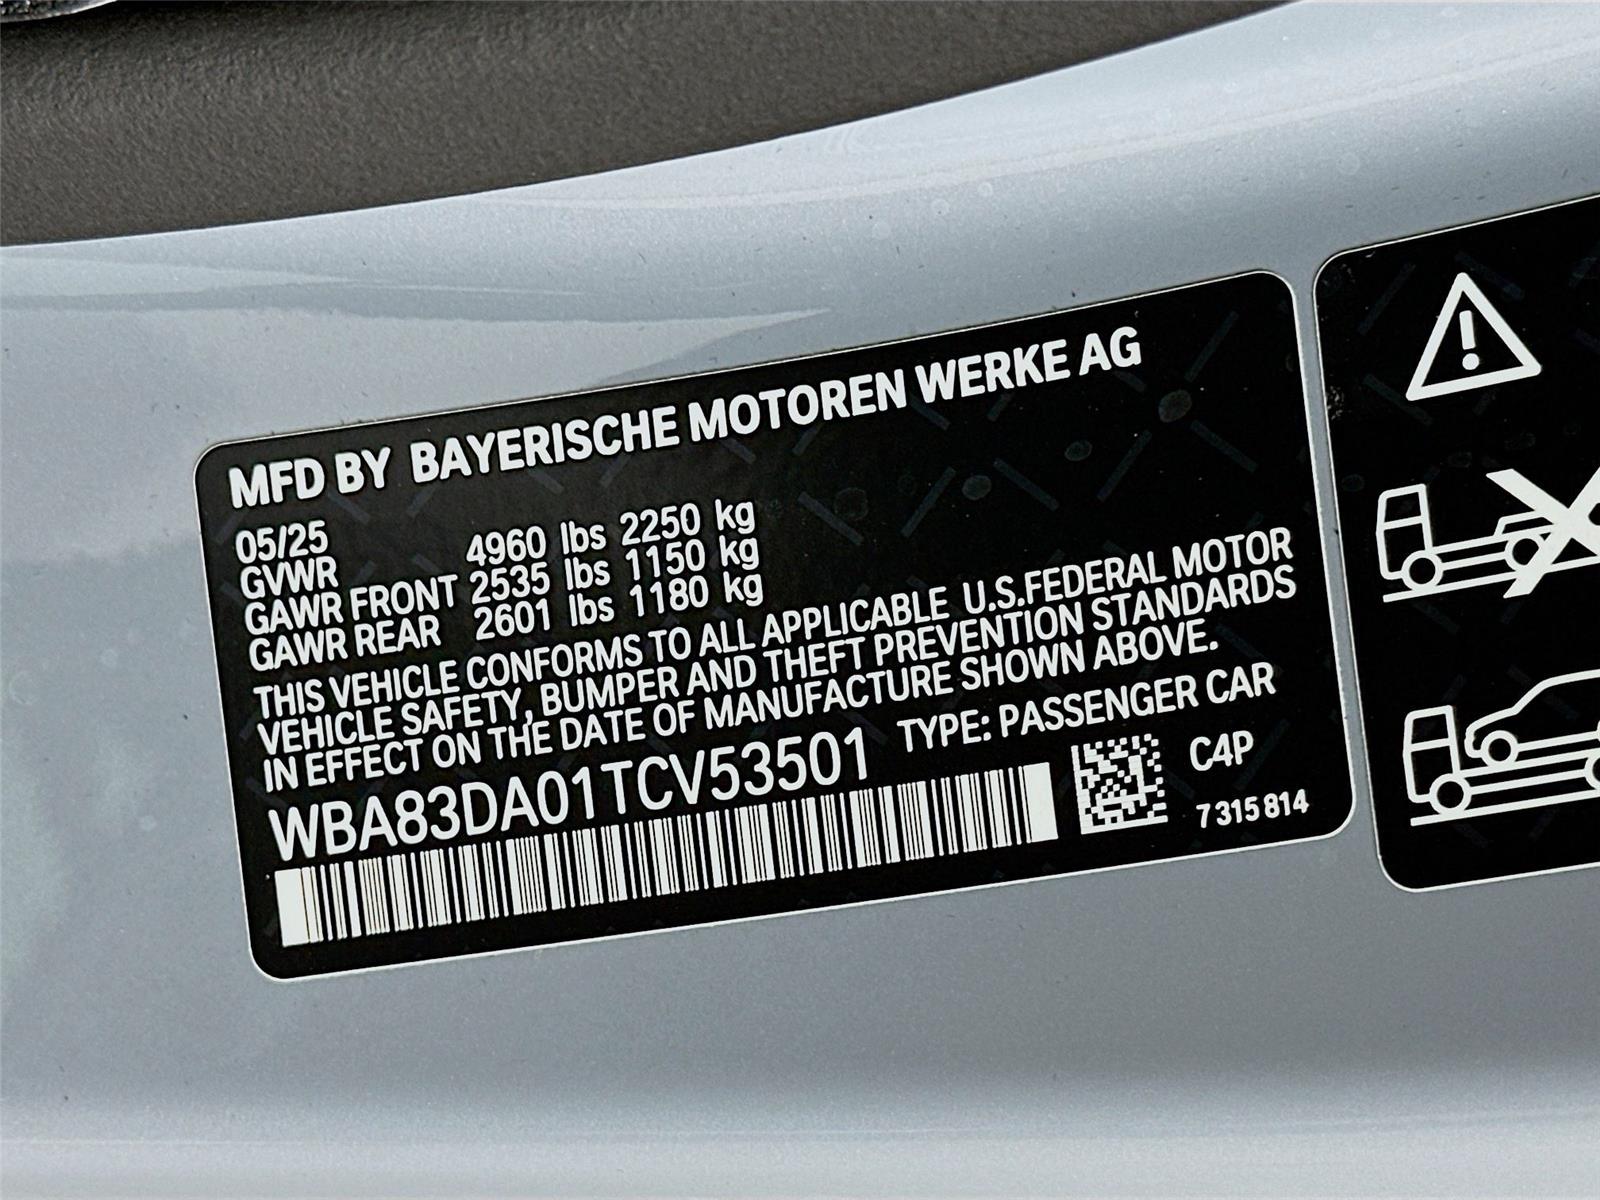 MFD BY BAYERISCHE MOTOREN WERKE AG
05/25
GVWR 4960 lbs 2250 kg
GAWR FRONT 2535 lbs 1150 kg
GAWR REAR 2601 lbs 1180 kg
THIS VEHICLE CONFORMS TO ALL APPLICABLE U.S.FEDERAL MOTOR
VEHICLE SAFETY, BUMPER AND THEFT PREVENTION STANDARDS
IN EFFECT ON THE DATE OF MANUFACTURE SHOWN ABOVE.
WBA83DA01TCV53501 TYPE: PASSENGER CAR
C4P
7 315 814